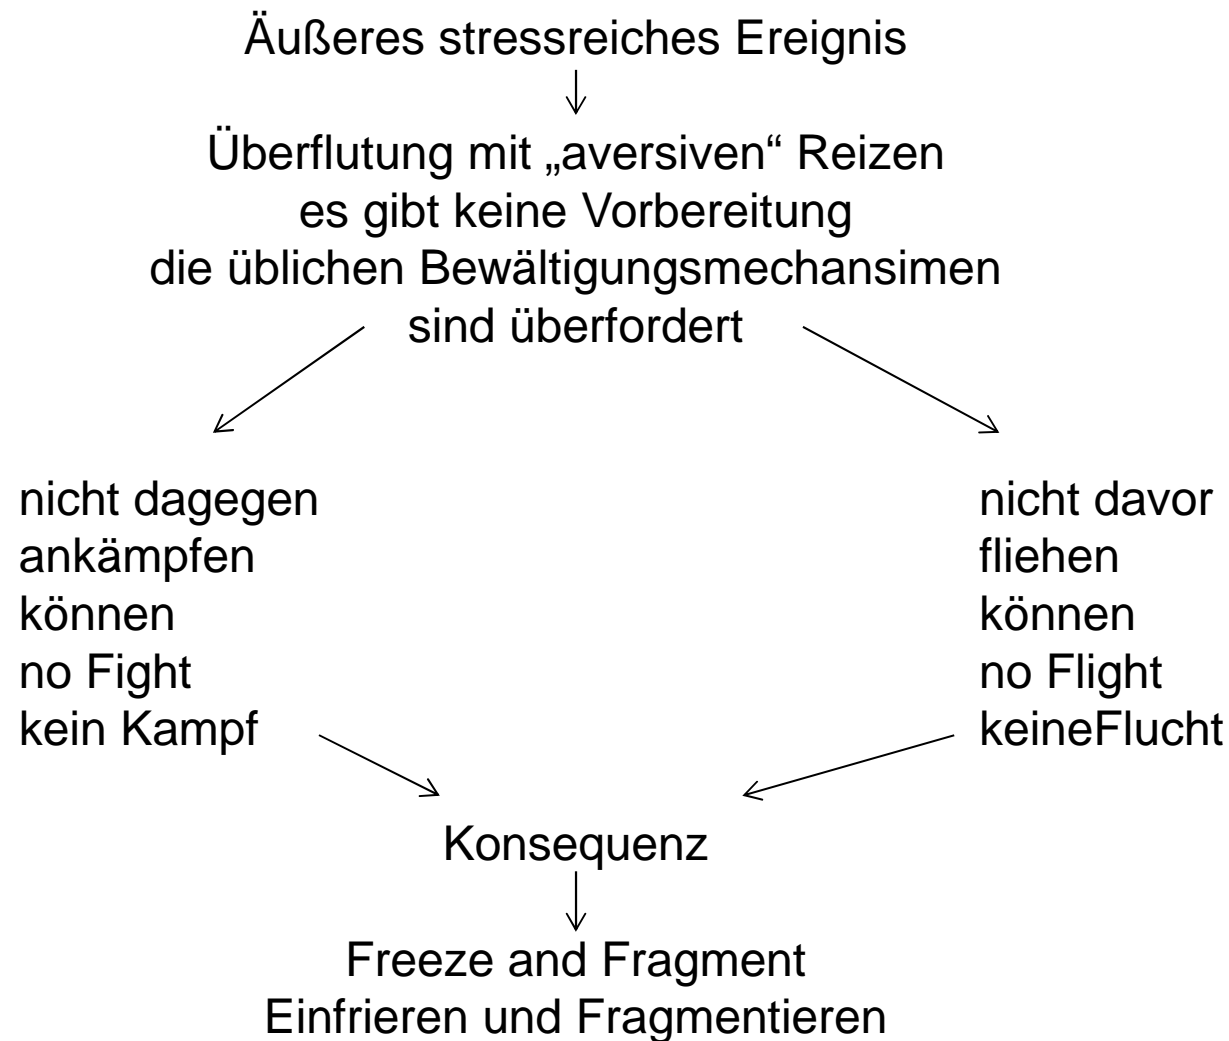 Äußeres stressreiches Ereignis
Überflutung mit „aversiven“ Reizen
es gibt keine Vorbereitung
die üblichen Bewältigungsmechansimen
sind überfordert
nicht dagegen
ankämpfen
können
no Fight
kein Kampf
nicht davor
fliehen
können
no Flight
keineFlucht
Konsequenz
Freeze and Fragment
Einfrieren und Fragmentieren